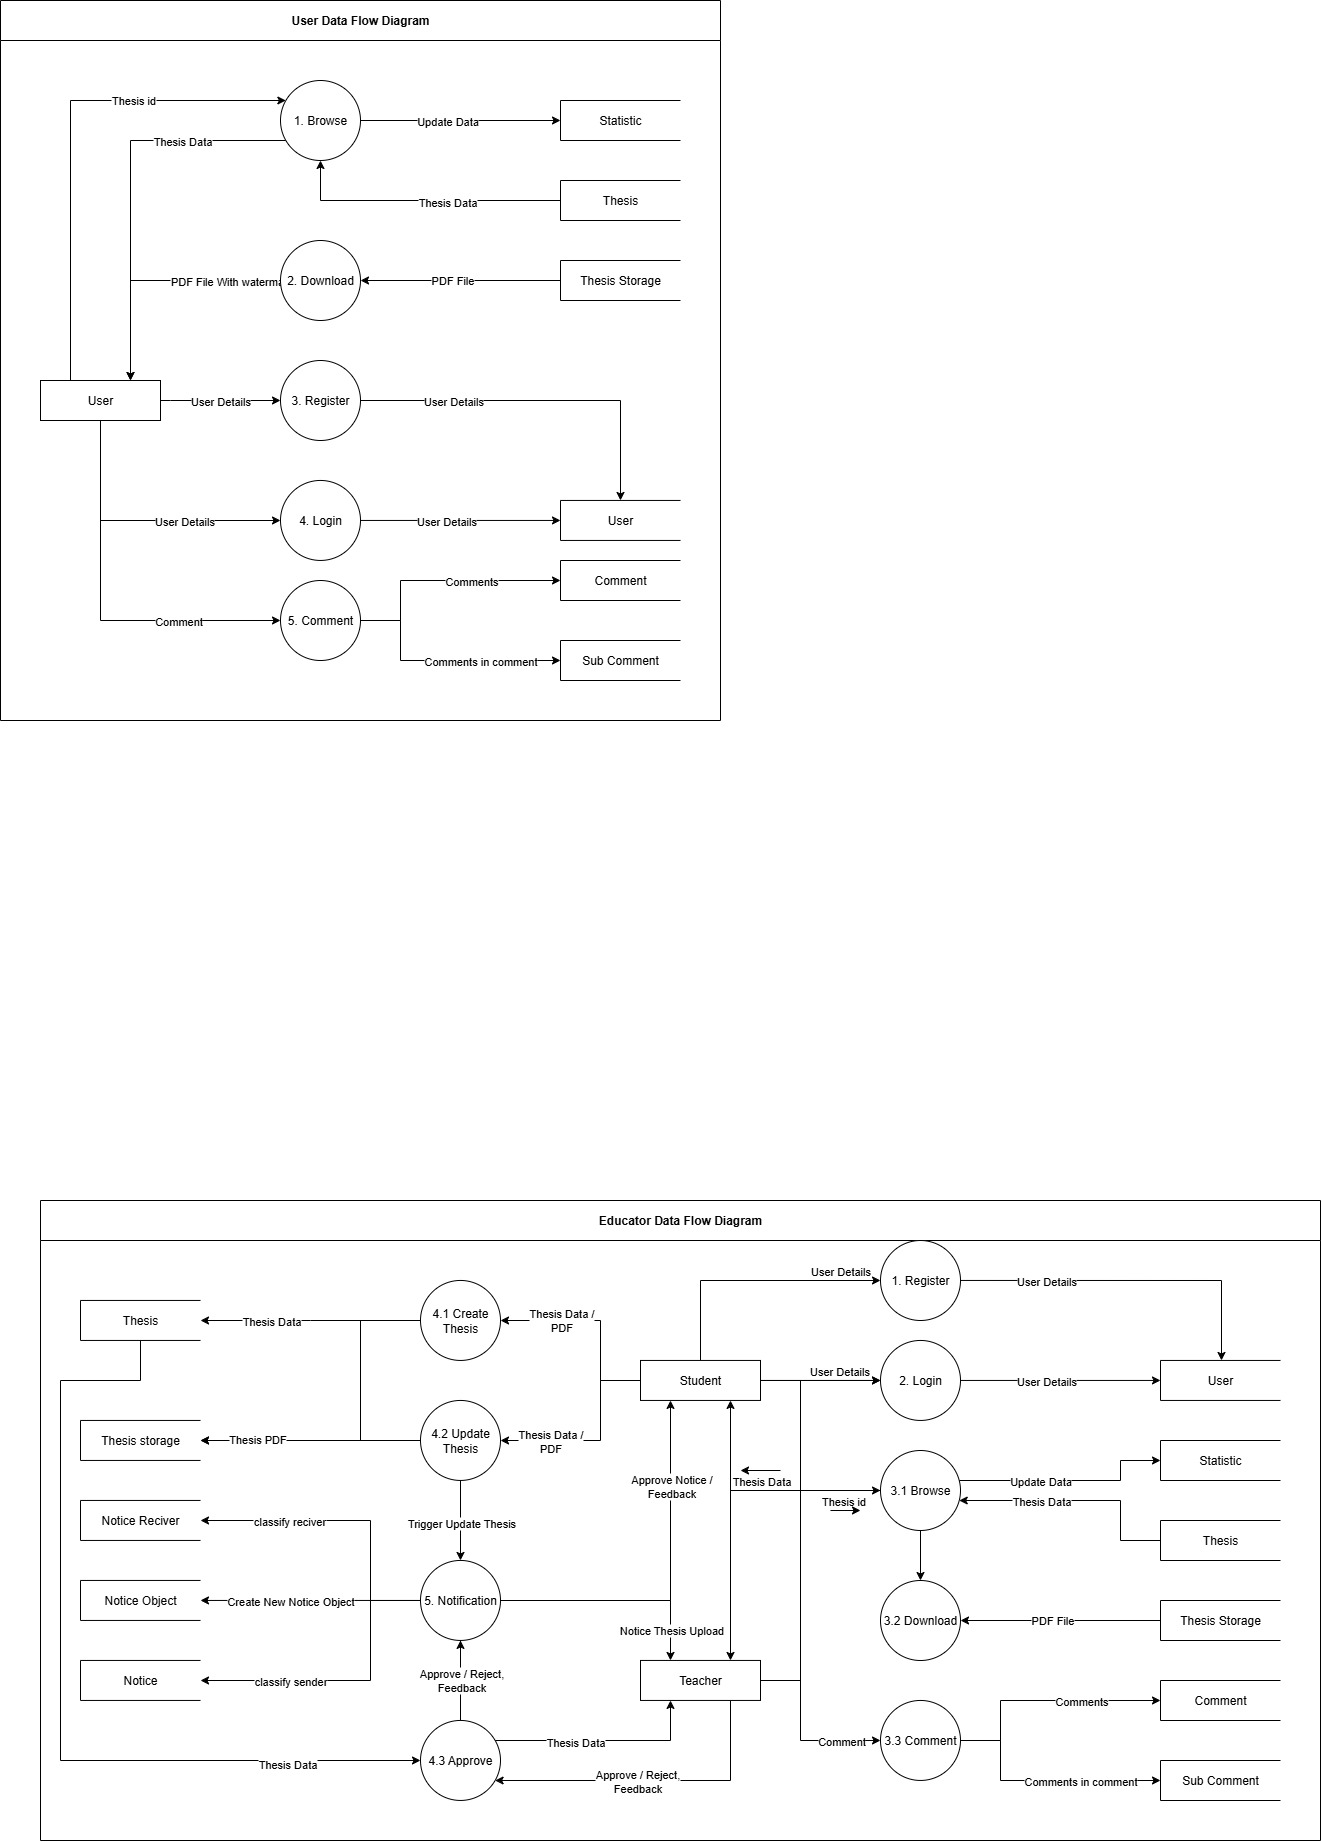 User Data Flow Diagram
Thesis id
1. Browse
Update Data
Statistic
Thesis Data
Thesis Data
Thesis
PDF File With waterma
2. Download
PDF File
Thesis Storage
User
User Details
3. Register
User Details
User Details
4. Login
User Details
User
Comments
Comment
Comment
5. Comment
Comments in comment
Sub Comment
Educator Data Flow Diagram
User Details
1. Register
User Details
Thesis
Thesis Data
4.1 Create
Thesis
Thesis Data /
PDF
Student
User Details
2. Login
User Details
User
Thesis storage
Thesis PDF
4.2 Update
Thesis
Thesis Data /
PDF
Approve Notice /
Feedback
Thesis Data
Thesis id
3.1 Browse
Update Data
Statistic
Thesis Data
Thesis
Notice Reciver
classify reciver
Trigger Update Thesis
Notice Object
Create New Notice Object
5. Notification
Notice Thesis Upload
3.2 Download
PDF File
Thesis Storage
Notice
classify sender
Approve / Reject,
Feedback
Teacher
Thesis Data
4.3 Approve
Thesis Data
Approve / Reject,
Feedback
Comment
3.3 Comment
Comments
Comment
Comments in comment
Sub Comment